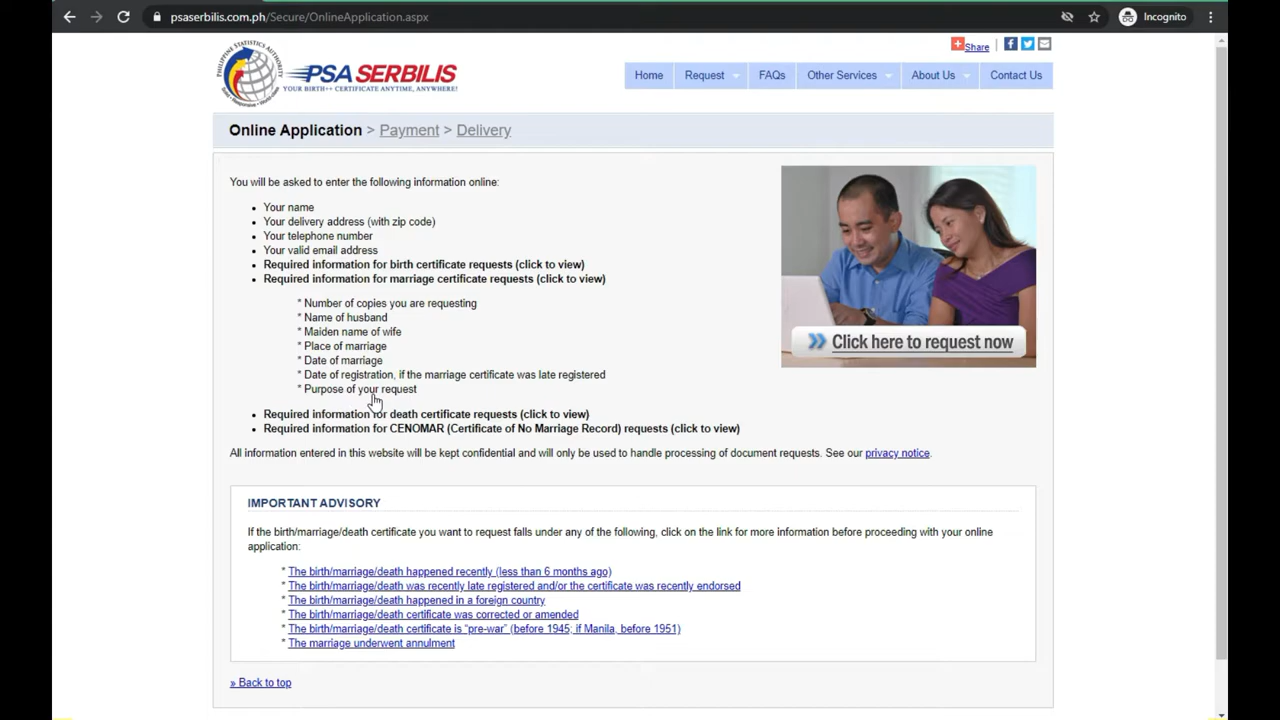 psaserbilis.com.ph/Secure/OnlineApplication.aspx
Incognito
Share
PHILIPPINE STATISTICS AUTHORITY
PSA SERBILIS
YOUR BIRTH++ CERTIFICATE ANYTIME, ANYWHERE!
Home
Request
FAQs
Other Services
About Us
Contact Us
Online Application > Payment > Delivery
You will be asked to enter the following information online:
• Your name
• Your delivery address (with zip code)
• Your telephone number
• Your valid email address
• Required information for birth certificate requests (click to view)
• Required information for marriage certificate requests (click to view)
* Number of copies you are requesting
* Name of husband
* Maiden name of wife
* Place of marriage
* Date of marriage
* Date of registration, if the marriage certificate was late registered
* Purpose of your request
• Required information for death certificate requests (click to view)
• Required information for CENOMAR (Certificate of No Marriage Record) requests (click to view)
Click here to request now
All information entered in this website will be kept confidential and will only be used to handle processing of document requests. See our privacy notice.
IMPORTANT ADVISORY
If the birth/marriage/death certificate you want to request falls under any of the following, click on the link for more information before proceeding with your online
application:
* The birth/marriage/death happened recently (less than 6 months ago)
* The birth/marriage/death was recently late registered and/or the certificate was recently endorsed
* The birth/marriage/death happened in a foreign country
* The birth/marriage/death certificate was corrected or amended
* The birth/marriage/death certificate is “pre-war” (before 1945; if Manila, before 1951)
* The marriage underwent annulment
» Back to top